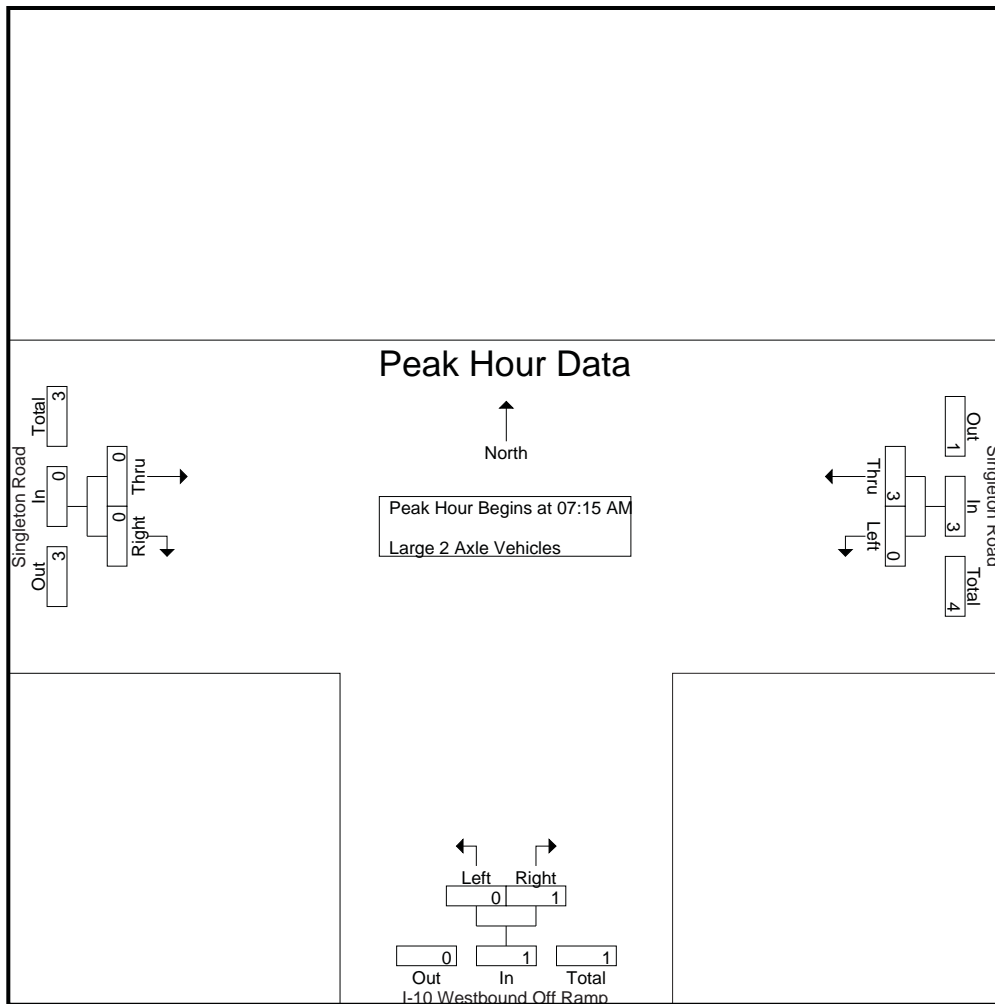 Peak Hour Data
North
Peak Hour Begins at 07:15 AM
Large 2 Axle Vehicles
Singleton Road
Total
3
In
0
Out
3
0
Thru
0
Right
Singleton Road
Out
1
In
3
Total
4
Thru
3
Left
0
Left Right
0 1
0 1 1
Out In Total
I-10 Westbound Off Ramp